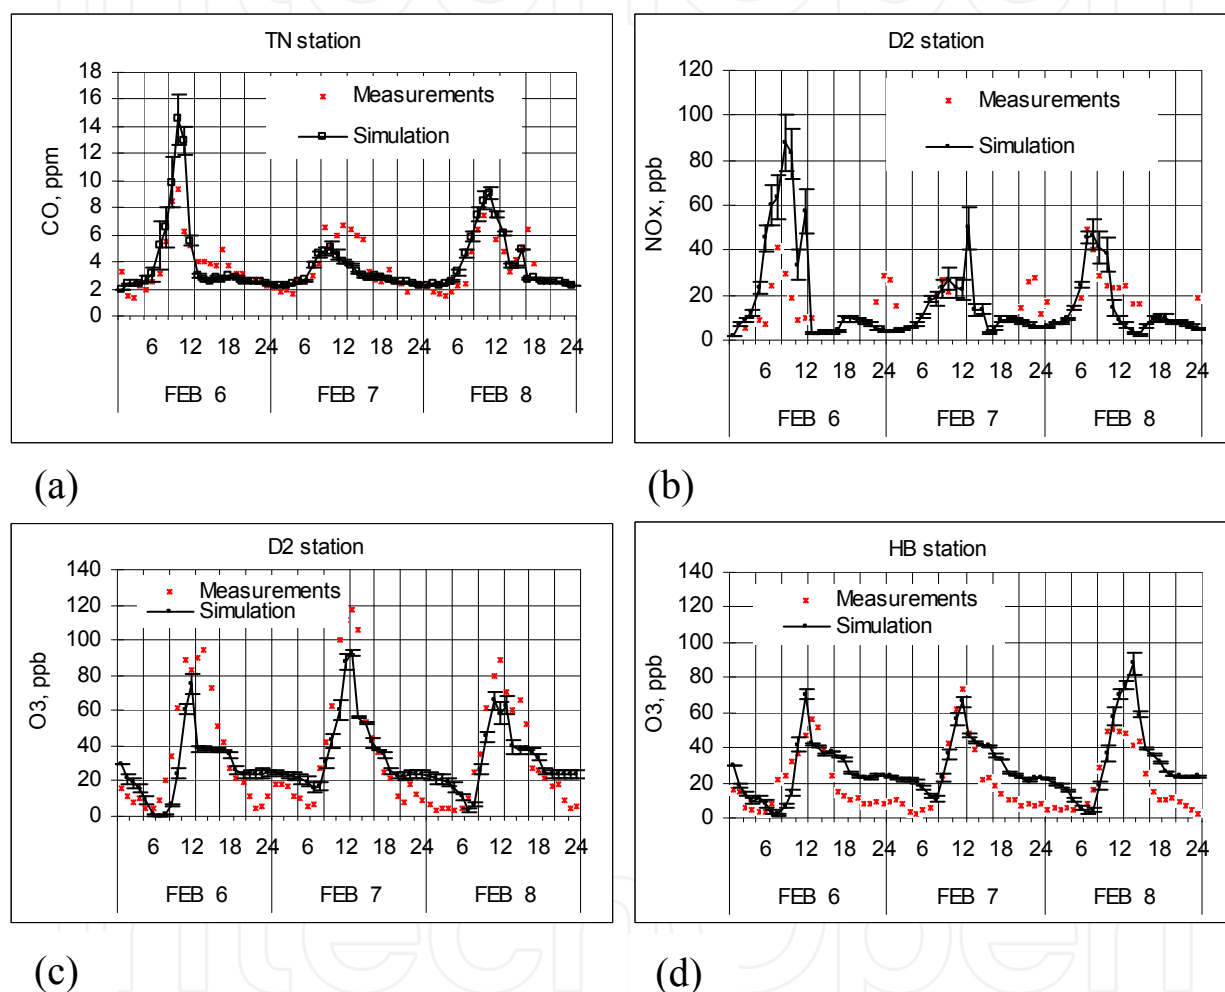 TN station
CO, ppm
18
16
14
12
10
8
6
4
2
0
Measurements
Simulation
6 12 18 24 6 12 18 24 6 12 18 24
FEB 6 FEB 7 FEB 8
(a)
D2 station
NOx, ppb
120
100
80
60
40
20
0
Measurements
Simulation
6 12 18 24 6 12 18 24 6 12 18 24
FEB 6 FEB 7 FEB 8
(b)
D2 station
O3, ppb
140
120
100
80
60
40
20
0
Measurements
Simulation
6 12 18 24 6 12 18 24 6 12 18 24
FEB 6 FEB 7 FEB 8
(c)
HB station
O3, ppb
140
120
100
80
60
40
20
0
Measurements
Simulation
6 12 18 24 6 12 18 24 6 12 18 24
FEB 6 FEB 7 FEB 8
(d)